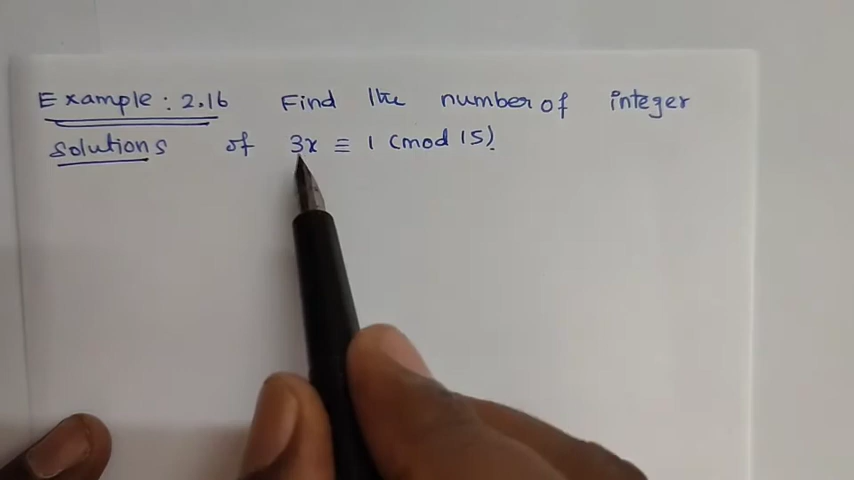 Example: 2.16 Find the number of integer
solutions of 3x ≡ 1 (mod 15).